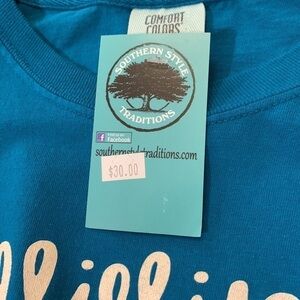 COMFORT
COLORS
SOUTHERN STYLE
TRADITIONS
Facebook
southernstyletraditions.com
$30.00